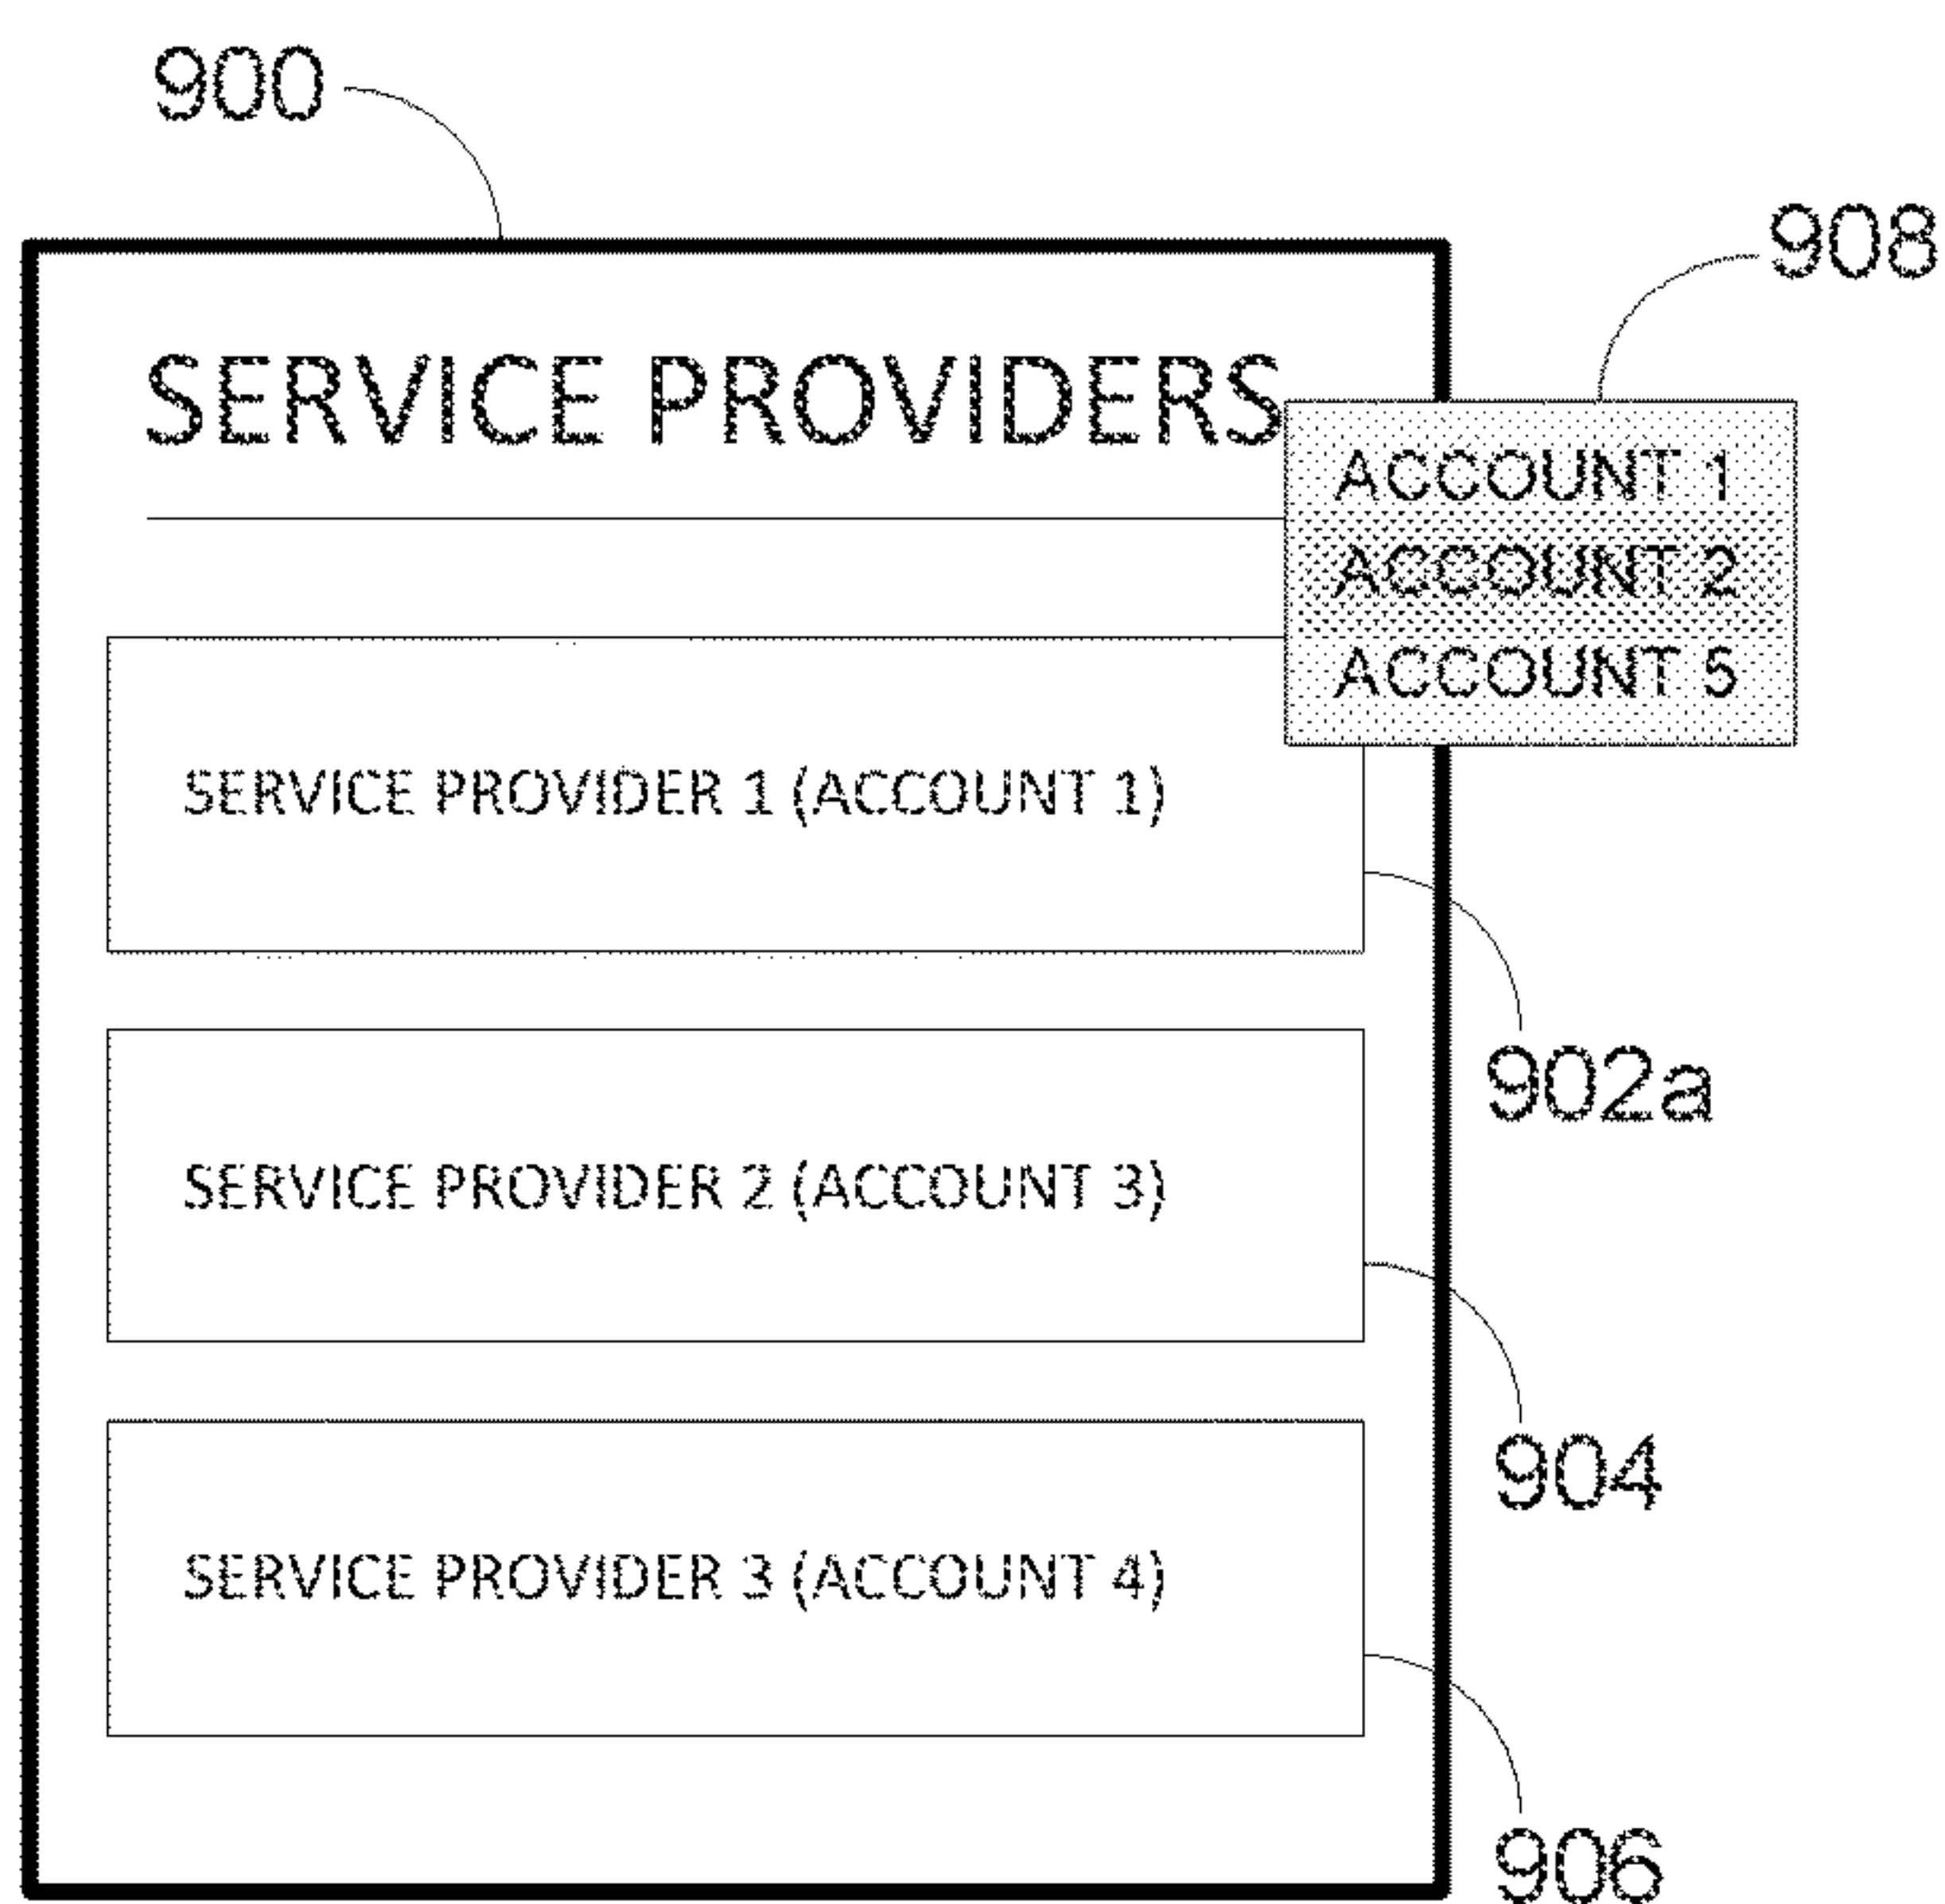 900
908
SERVICE PROVIDERS
ACCOUNT 1
ACCOUNT 2
ACCOUNT 5
SERVICE PROVIDER 1 (ACCOUNT 1)
902a
SERVICE PROVIDER 2 (ACCOUNT 3)
904
SERVICE PROVIDER 3 (ACCOUNT 4)
906